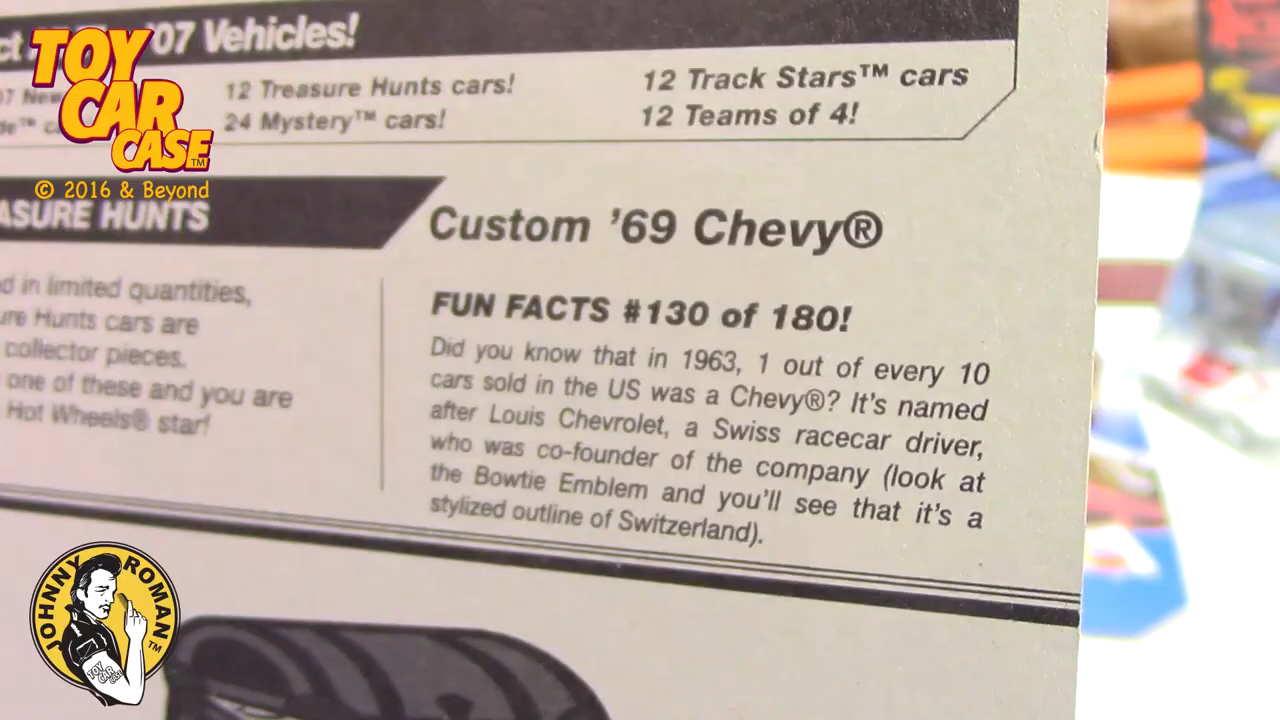 '07 Vehicles!
12 Treasure Hunts cars!
24 Mystery™ cars!
12 Track Stars™ cars
12 Teams of 4!
TOY
CAR
CASE™
© 2016 & Beyond
HUNTS
Custom '69 Chevy®
in limited quantities,
Hunts cars are
collector pieces.
one of these and you are
Hot Wheels® star!
FUN FACTS #130 of 180!
Did you know that in 1963, 1 out of every 10
cars sold in the US was a Chevy®? It's named
after Louis Chevrolet, a Swiss racecar driver,
who was co-founder of the company (look at
the Bowtie Emblem and you'll see that it's a
stylized outline of Switzerland).
JOHNNY ROMAN™
TOY
CAR
CASE